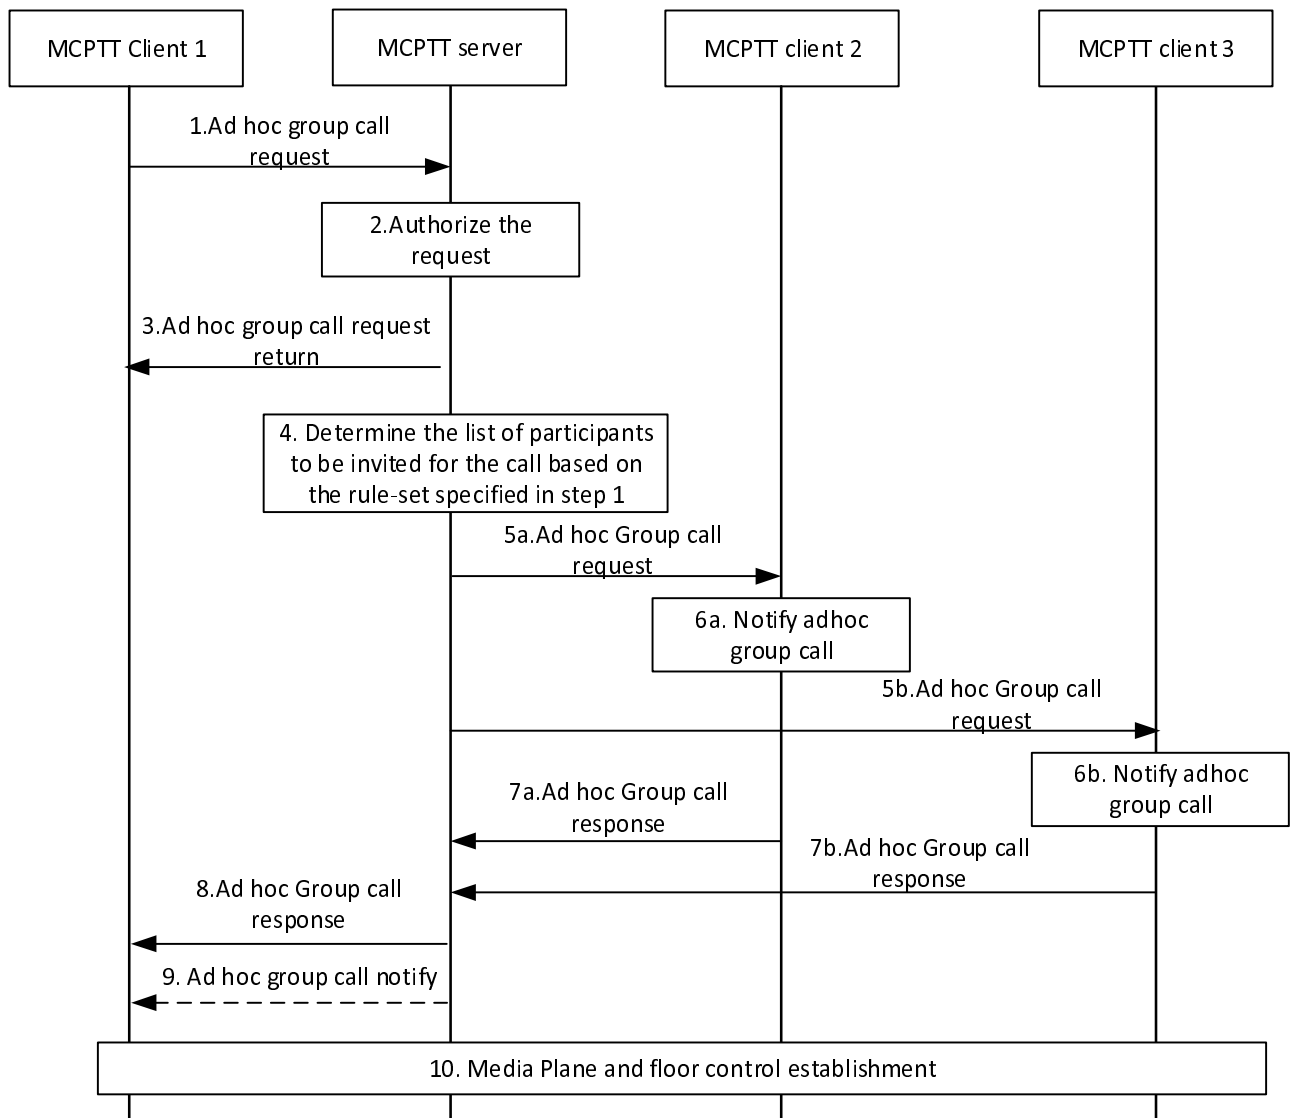 MCPTT Client 1
MCPTT server
MCPTT client 2
MCPTT client 3
1.Ad hoc group call
request
2.Authorize the
request
3.Ad hoc group call request
return
4. Determine the list of participants
to be invited for the call based on
the rule-set specified in step 1
5a.Ad hoc Group call
request
6a. Notify adhoc
group call
5b.Ad hoc Group call
request
6b. Notify adhoc
group call
7a.Ad hoc Group call
response
7b.Ad hoc Group call
response
8.Ad hoc Group call
response
9. Ad hoc group call notify
10. Media Plane and floor control establishment